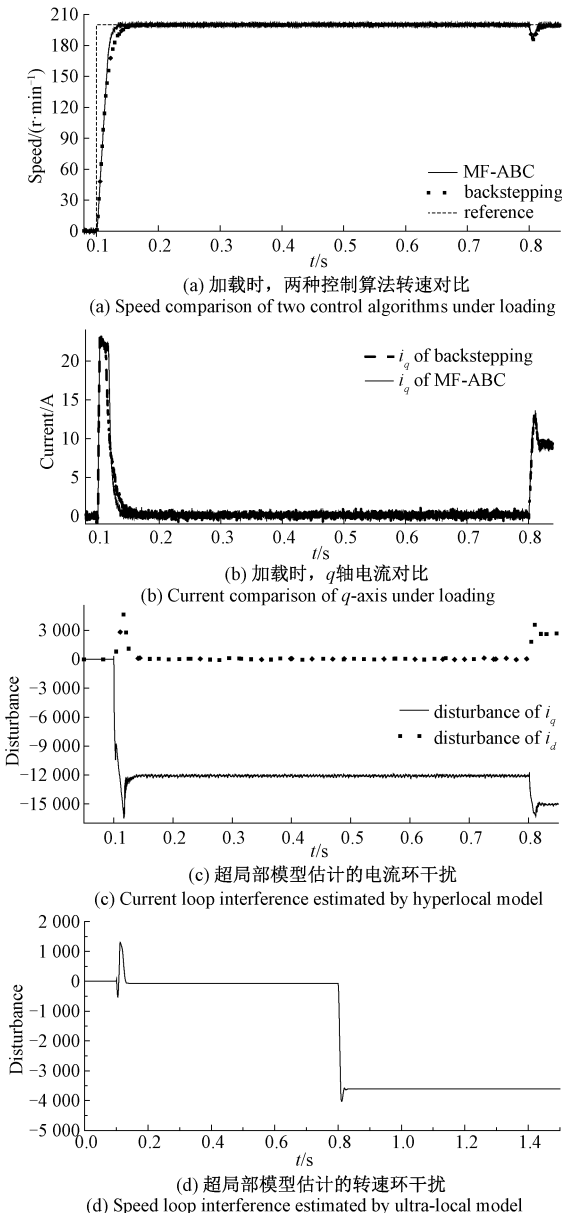 210
180
150
120
90
60
30
0
Speed/(r·min⁻¹)
MF-ABC
backstepping
reference
0.1 0.2 0.3 0.4 0.5 0.6 0.7 0.8
t/s
(a) 加载时，两种控制算法转速对比
(a) Speed comparison of two control algorithms under loading
20
15
10
5
0
Current/A
iq of backstepping
iq of MF-ABC
0.1 0.2 0.3 0.4 0.5 0.6 0.7 0.8
t/s
(b) 加载时，q轴电流对比
(b) Current comparison of q-axis under loading
3 000
0
−3 000
−6 000
−9 000
−12 000
−15 000
Disturbance
disturbance of iq
disturbance of id
0.1 0.2 0.3 0.4 0.5 0.6 0.7 0.8
t/s
(c) 超局部模型估计的电流环干扰
(c) Current loop interference estimated by hyperlocal model
2 000
1 000
0
−1 000
−2 000
−3 000
−4 000
−5 000
Disturbance
0.0 0.2 0.4 0.6 0.8 1.0 1.2 1.4
t/s
(d) 超局部模型估计的转速环干扰
(d) Speed loop interference estimated by ultra-local model